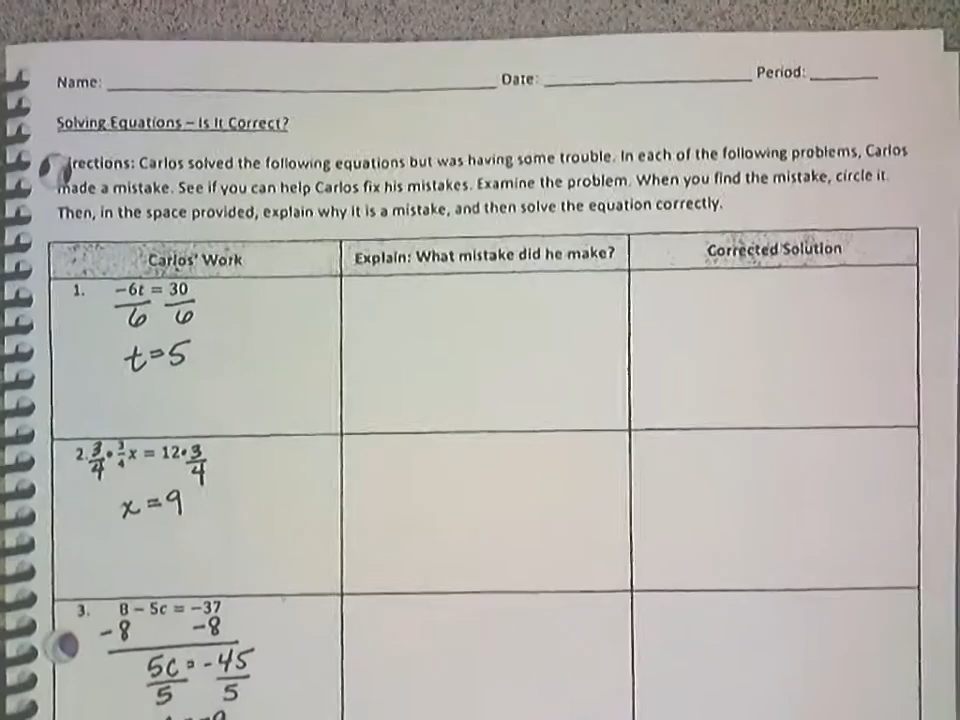 Name: ____ Date: ____ Period: ____
Solving Equations – Is It Correct?
rections: Carlos solved the following equations but was having some trouble. In each of the following problems, Carlos
made a mistake. See if you can help Carlos fix his mistakes. Examine the problem. When you find the mistake, circle it.
Then, in the space provided, explain why it is a mistake, and then solve the equation correctly.
Carlos' Work Explain: What mistake did he make? Corrected Solution
1. −6t = 30
6 6
t=5
2. 3/4 • 3/4 x = 12 • 3/4
x = 9
3. 8 − 5c = −37
−8 −8
5c = -45
5 5